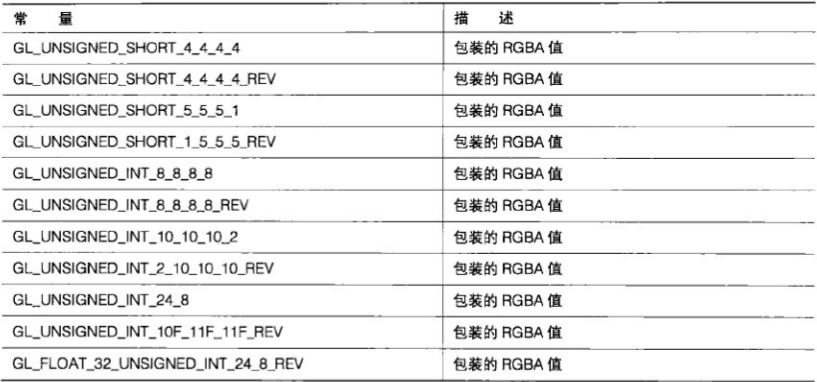 常 量 描 述
GL_UNSIGNED_SHORT_4_4_4_4 包装的 RGBA 值
GL_UNSIGNED_SHORT_4_4_4_4_REV 包装的 RGBA 值
GL_UNSIGNED_SHORT_5_5_5_1 包装的 RGBA 值
GL_UNSIGNED_SHORT_1_5_5_5_REV 包装的 RGBA 值
GL_UNSIGNED_INT_8_8_8_8 包装的 RGBA 值
GL_UNSIGNED_INT_8_8_8_8_REV 包装的 RGBA 值
GL_UNSIGNED_INT_10_10_10_2 包装的 RGBA 值
GL_UNSIGNED_INT_2_10_10_10_REV 包装的 RGBA 值
GL_UNSIGNED_INT_24_8 包装的 RGBA 值
GL_UNSIGNED_INT_10F_11F_11F_REV 包装的 RGBA 值
GL_FLOAT_32_UNSIGNED_INT_24_8_REV 包装的 RGBA 值